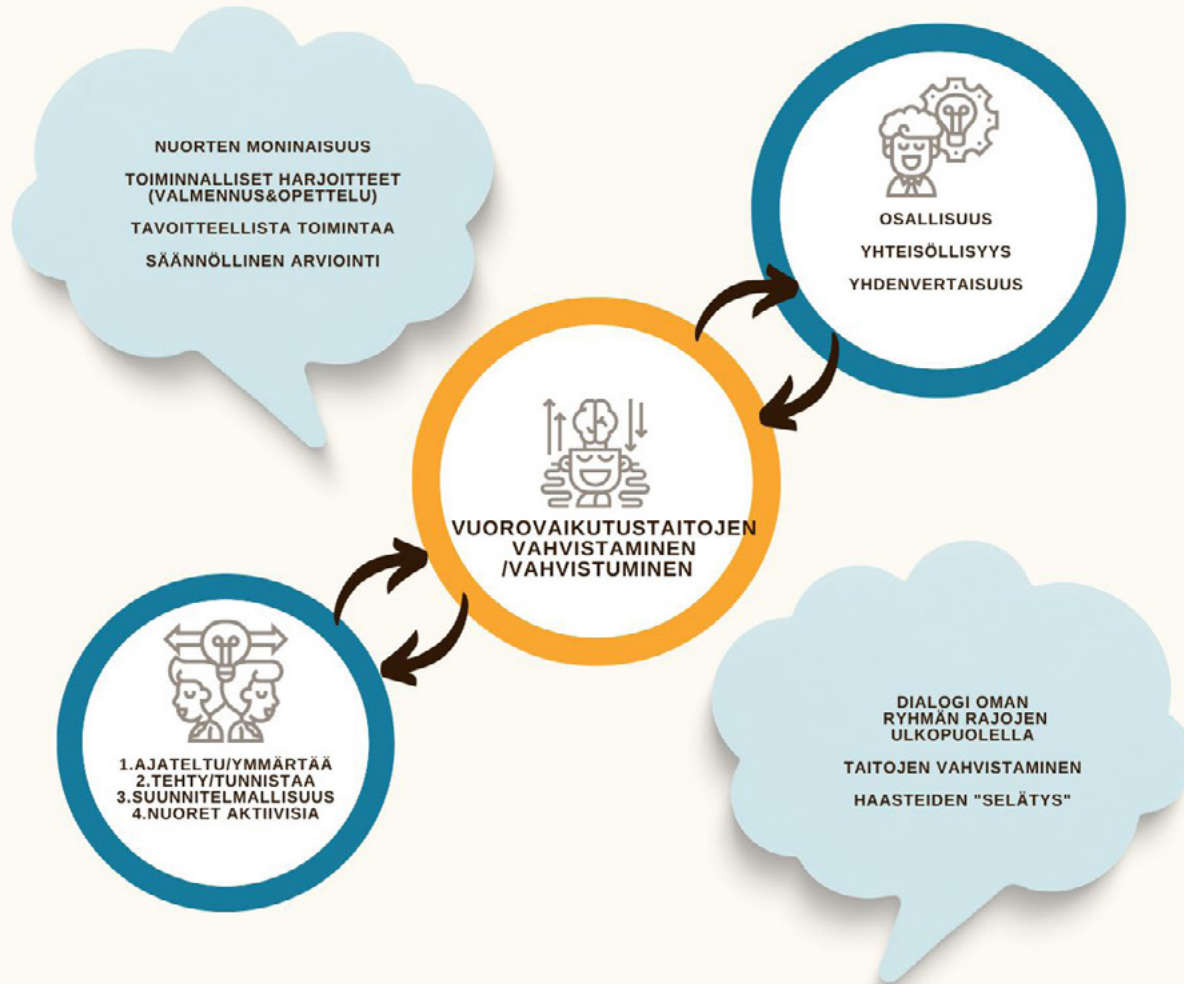 NUORTEN MONINAISUUS
TOIMINNALLISET HARJOITTEET
(VALMENNUS&OPETTELU)
TAVOITTEELLISTA TOIMINTAA
SÄÄNNÖLLINEN ARVIOINTI
OSALLISUUS
YHTEISÖLLISYYS
YHDENVERTAISUUS
VUOROVAIKUTUSTAITOJEN
VAHVISTAMINEN
/VAHVISTUMINEN
1.AJATELTU/YMMÄRTÄÄ
2.TEHTY/TUNNISTAA
3.SUUNNITELMALLISUUS
4.NUORET AKTIIVISIA
DIALOGI OMAN
RYHMÄN RAJOJEN
ULKOPUOLELLA
TAITOJEN VAHVISTAMINEN
HAASTEIDEN "SELÄTYS"